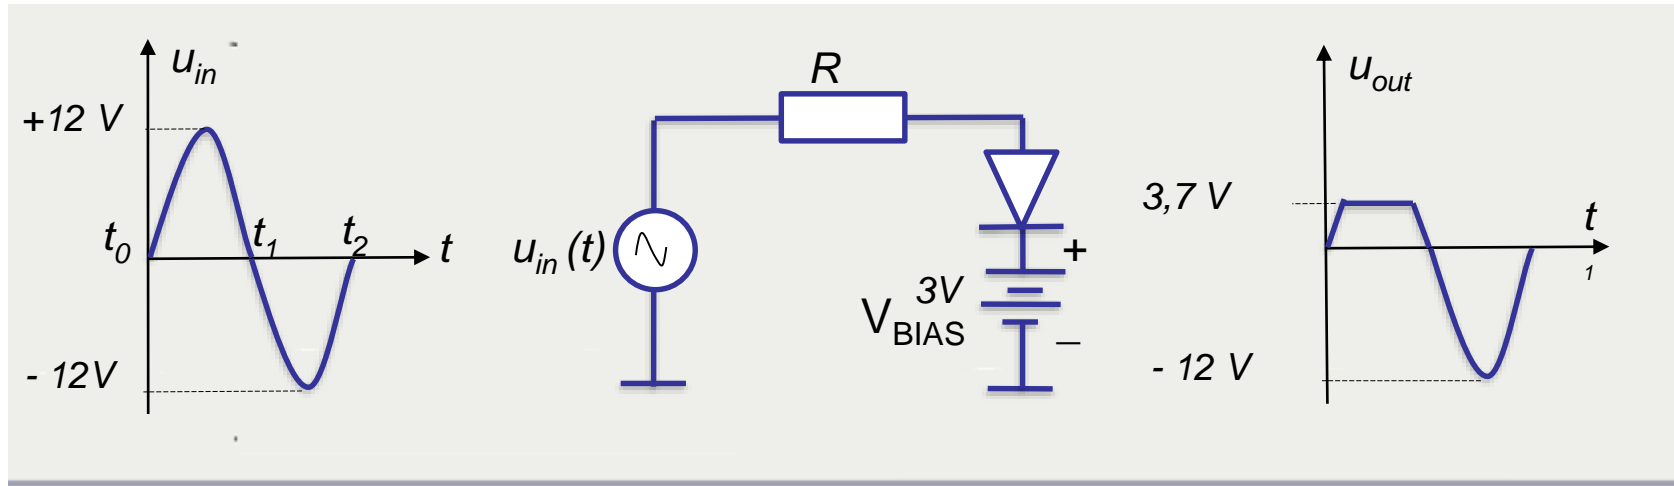 u_in
+12 V
t_0
t_1
t_2
t
- 12V
R
u_in (t)
+
3V
V_BIAS
_
u_out
3,7 V
t
1
- 12 V